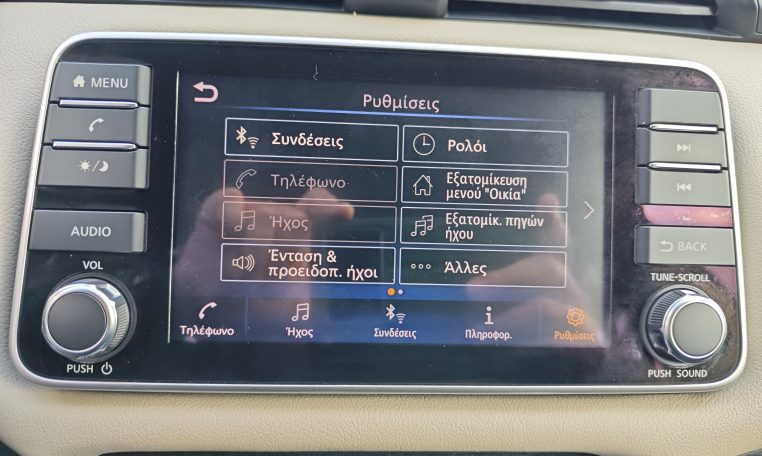 MENU
AUDIO
VOL
PUSH
Ρυθμίσεις
Συνδέσεις
Ρολόι
Τηλέφωνο
Εξατομίκευση
μενού "Οικία"
Ήχος
Εξατομίκ. πηγών
ήχου
Ένταση &
προειδοπ. ήχοι
Άλλες
Τηλέφωνο
Ήχος
Συνδέσεις
Πληροφορ.
Ρυθμίσεις
BACK
TUNE-SCROLL
PUSH SOUND